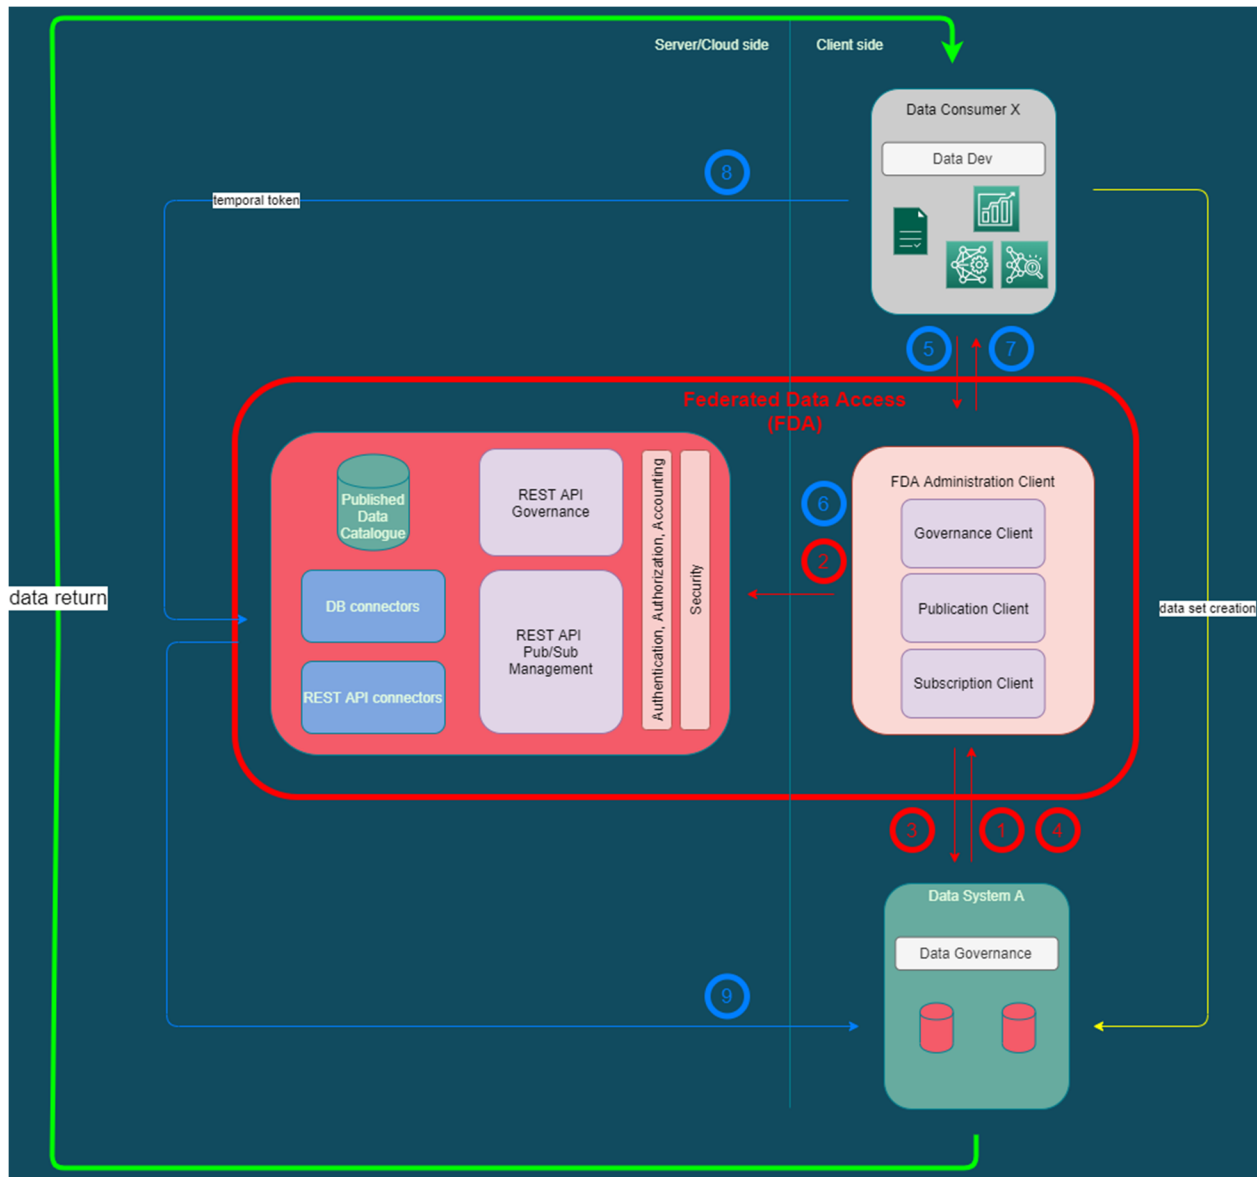 Server/Cloud side
Client side
Data Consumer X
Data Dev
8
temporal token
5
7
Federated Data Access
(FDA)
Published
Data
Catalogue
REST API
Governance
DB connectors
REST API
Pub/Sub
Management
REST API connectors
Authentication, Authorization, Accounting
Security
FDA Administration Client
6
Governance Client
2
Publication Client
Subscription Client
data return
data set creation
3
1
4
Data System A
Data Governance
9